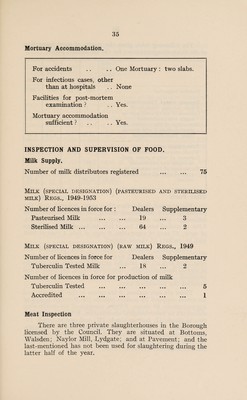 35
Mortuary Accommodation.
For accidents .. .. One Mortuary : two slabs.
For infectious cases, other
than at hospitals .. None
Facilities for post-mortem
examination ? .. Yes.
Mortuary accommodation
sufficient ? .. .. Yes.
INSPECTION AND SUPERVISION OF FOOD.
Milk Supply.
Number of milk distributors registered ... ... 75
MILK (SPECIAL DESIGNATION) (PASTEURISED AND STERILISED
MILK) REGS., 1949-1953
Number of licences in force for : Dealers Supplementary
Pasteurised Milk ... ... 19 ... 3
Sterilised Milk ... ... ... 64 ... 2
MILK (SPECIAL DESIGNATION) (RAW MILK) REGS., 1949
Number of licences in force for Dealers Supplementary
Tuberculin Tested Milk ... 18 ... 2
Number of licences in force for production of milk
Tuberculin Tested ... ... ... ... ... 5
Accredited ... ... ... ... ... ... 1
Meat Inspection
There are three private slaughterhouses in the Borough
licensed by the Council. They are situated at Bottoms,
Walsden; Naylor Mill, Lydgate; and at Pavement; and the
last-mentioned has not been used for slaughtering during the
latter half of the year.